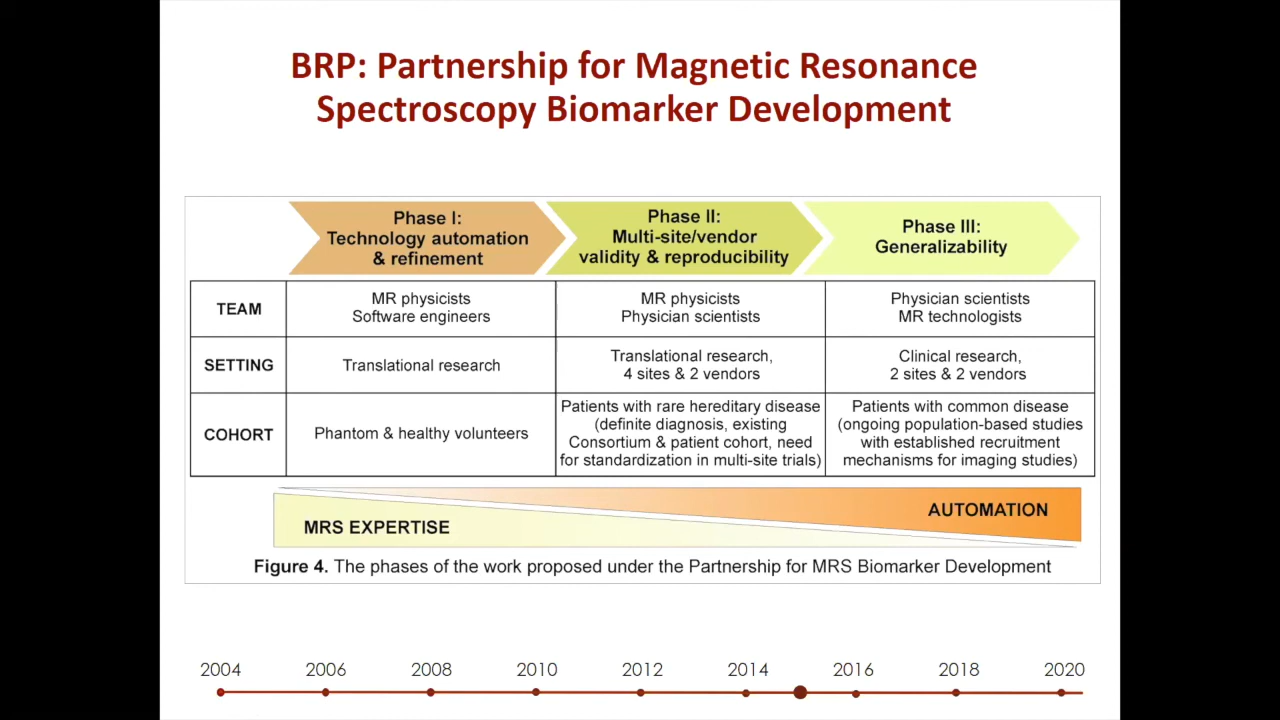 BRP: Partnership for Magnetic Resonance
Spectroscopy Biomarker Development
Phase I:
Technology automation
& refinement
Phase II:
Multi-site/vendor
validity & reproducibility
Phase III:
Generalizability
TEAM
MR physicists
Software engineers
MR physicists
Physician scientists
Physician scientists
MR technologists
SETTING
Translational research
Translational research,
4 sites & 2 vendors
Clinical research,
2 sites & 2 vendors
COHORT
Phantom & healthy volunteers
Patients with rare hereditary disease
(definite diagnosis, existing
Consortium & patient cohort, need
for standardization in multi-site trials)
Patients with common disease
(ongoing population-based studies
with established recruitment
mechanisms for imaging studies)
MRS EXPERTISE
AUTOMATION
Figure 4. The phases of the work proposed under the Partnership for MRS Biomarker Development
2004 2006 2008 2010 2012 2014 2016 2018 2020